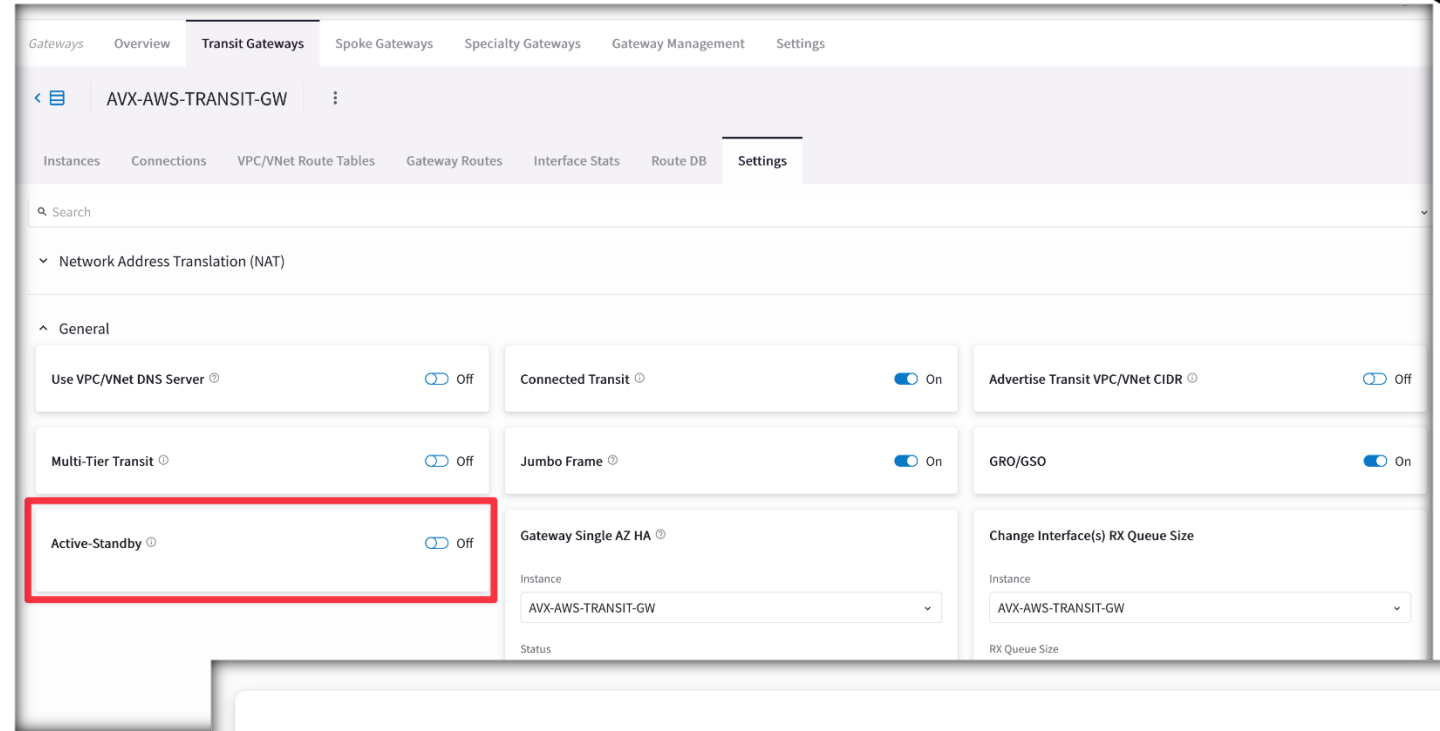 Gateways Overview Transit Gateways Spoke Gateways Specialty Gateways Gateway Management Settings
AVX-AWS-TRANSIT-GW
Instances Connections VPC/VNet Route Tables Gateway Routes Interface Stats Route DB Settings
Search
Network Address Translation (NAT)
General
Use VPC/VNet DNS Server Off Connected Transit On Advertise Transit VPC/VNet CIDR Off
Multi-Tier Transit Off Jumbo Frame On GRO/GSO On
Active-Standby Off Gateway Single AZ HA Change Interface(s) RX Queue Size
Instance Instance
AVX-AWS-TRANSIT-GW AVX-AWS-TRANSIT-GW
Status RX Queue Size